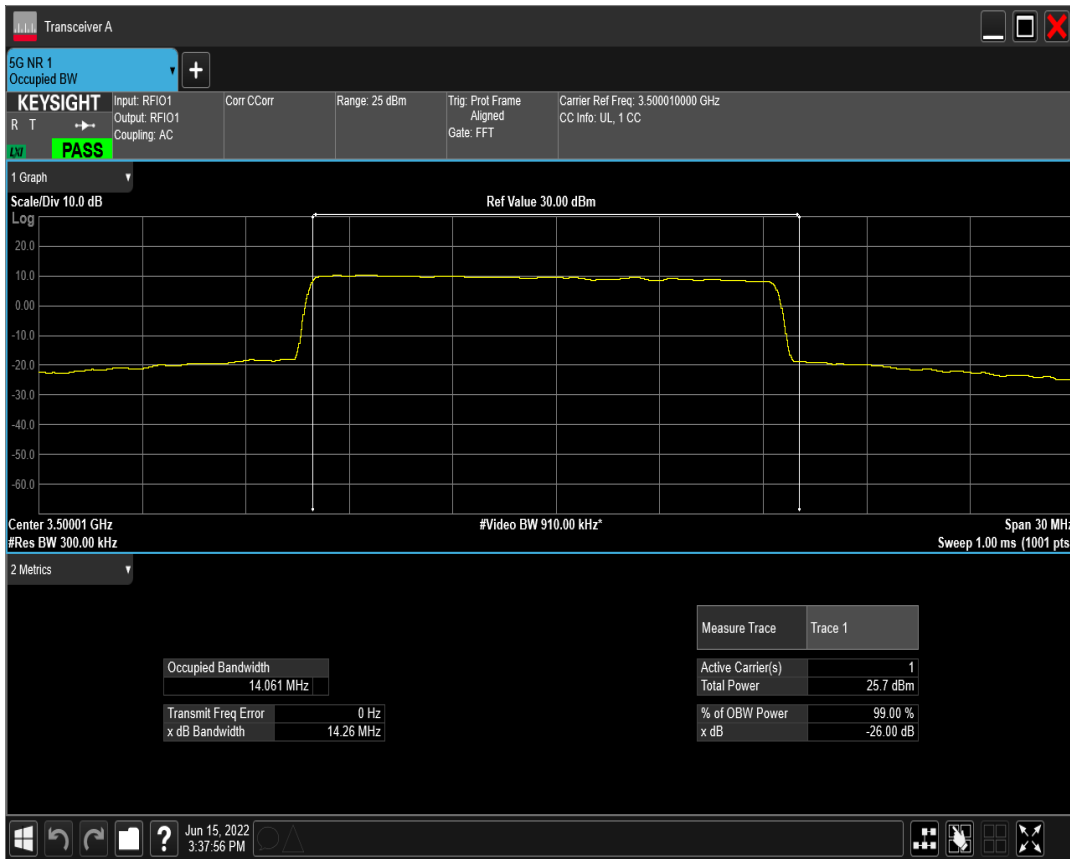 Transceiver A
5G NR 1
Occupied BW
KEYSIGHT
R T
LXI
PASS
Input: RFIO1
Output: RFIO1
Coupling: AC
Corr CCorr
Range: 25 dBm
Trig: Prot Frame
Aligned
Gate: FFT
Carrier Ref Freq: 3.500010000 GHz
CC Info: UL, 1 CC
1 Graph
Scale/Div 10.0 dB
Ref Value 30.00 dBm
Log
20.0
10.0
0.00
-10.0
-20.0
-30.0
-40.0
-50.0
-60.0
Center 3.50001 GHz
#Video BW 910.00 kHz*
Span 30 MHz
#Res BW 300.00 kHz
Sweep 1.00 ms (1001 pts
2 Metrics
Measure Trace Trace 1
Occupied Bandwidth
14.061 MHz
Active Carrier(s) 1
Total Power 25.7 dBm
Transmit Freq Error 0 Hz
x dB Bandwidth 14.26 MHz
% of OBW Power 99.00 %
x dB -26.00 dB
?
Jun 15, 2022
3:37:56 PM